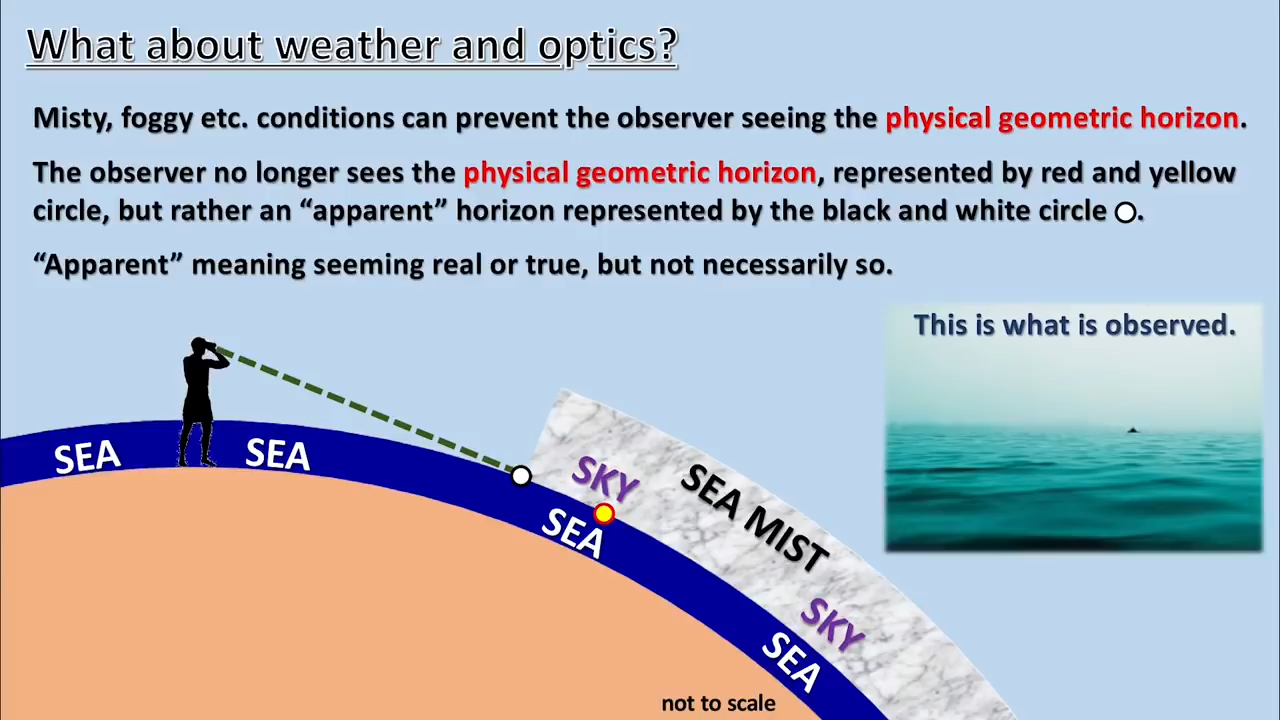 What about weather and optics?
Misty, foggy etc. conditions can prevent the observer seeing the physical geometric horizon.
The observer no longer sees the physical geometric horizon, represented by red and yellow
circle, but rather an “apparent” horizon represented by the black and white circle .
“Apparent” meaning seeming real or true, but not necessarily so.
This is what is observed.
SEA
SEA
SKY
SEA MIST
SEA
SKY
SEA
not to scale